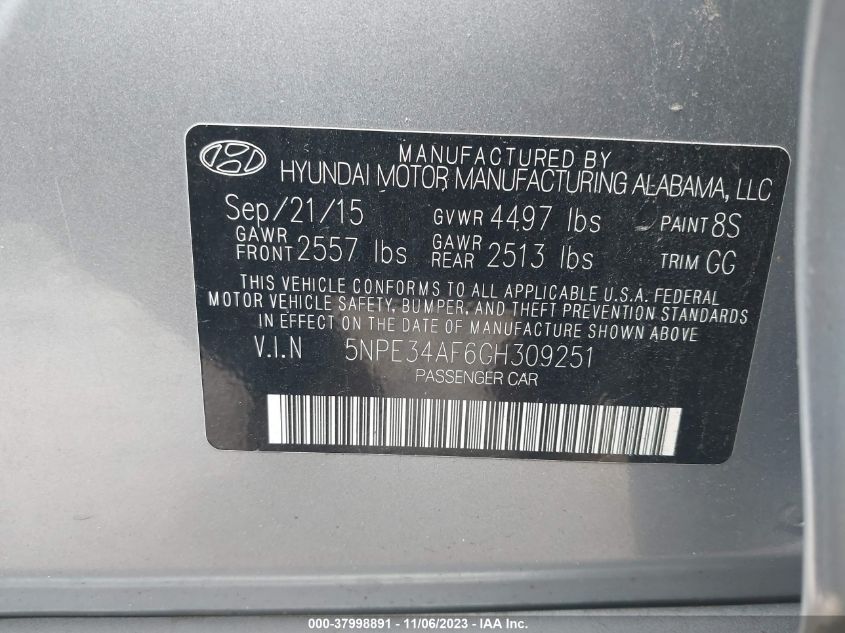 MANUFACTURED BY
HYUNDAI MOTOR MANUFACTURING ALABAMA, LLC
Sep/21/15 GVWR 4497 lbs PAINT 8S
GAWR FRONT 2557 lbs GAWR REAR 2513 lbs TRIM GG
THIS VEHICLE CONFORMS TO ALL APPLICABLE U.S.A. FEDERAL
MOTOR VEHICLE SAFETY, BUMPER, AND THEFT PREVENTION STANDARDS
IN EFFECT ON THE DATE OF MANUFACTURE SHOWN ABOVE
V.I.N 5NPE34AF6GH309251
PASSENGER CAR
000-37998891 - 11/06/2023 - IAA Inc.